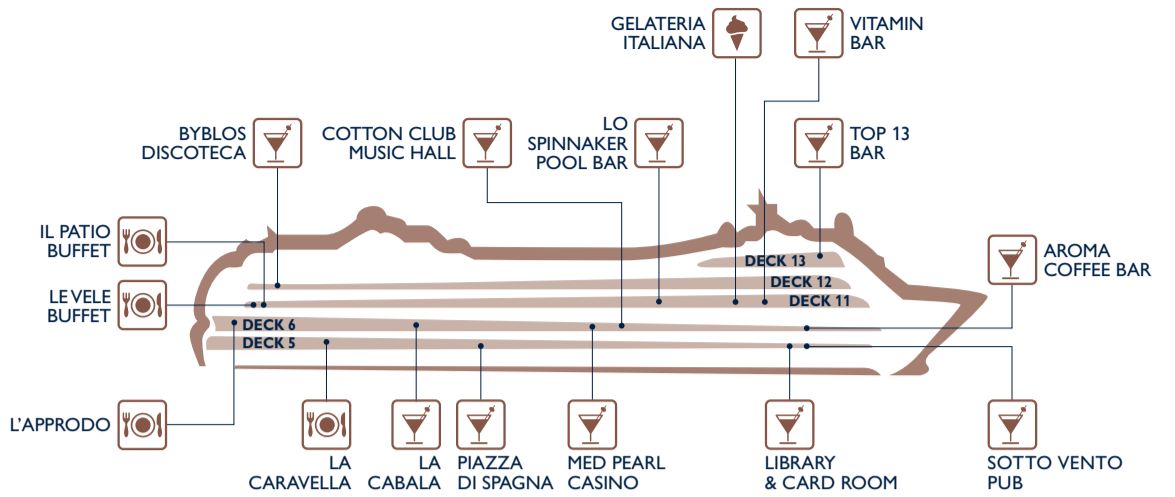 GELATERIA
ITALIANA
VITAMIN
BAR
BYBLOS
DISCOTECA
COTTON CLUB
MUSIC HALL
LO
SPINNAKER
POOL BAR
TOP 13
BAR
IL PATIO
BUFFET
AROMA
COFFEE BAR
DECK 13
DECK 12
LE VELE
BUFFET
DECK 11
DECK 6
DECK 5
L'APPRODO
LA
CARAVELLA
LA
CABALA
PIAZZA
DI SPAGNA
MED PEARL
CASINO
LIBRARY
& CARD ROOM
SOTTO VENTO
PUB